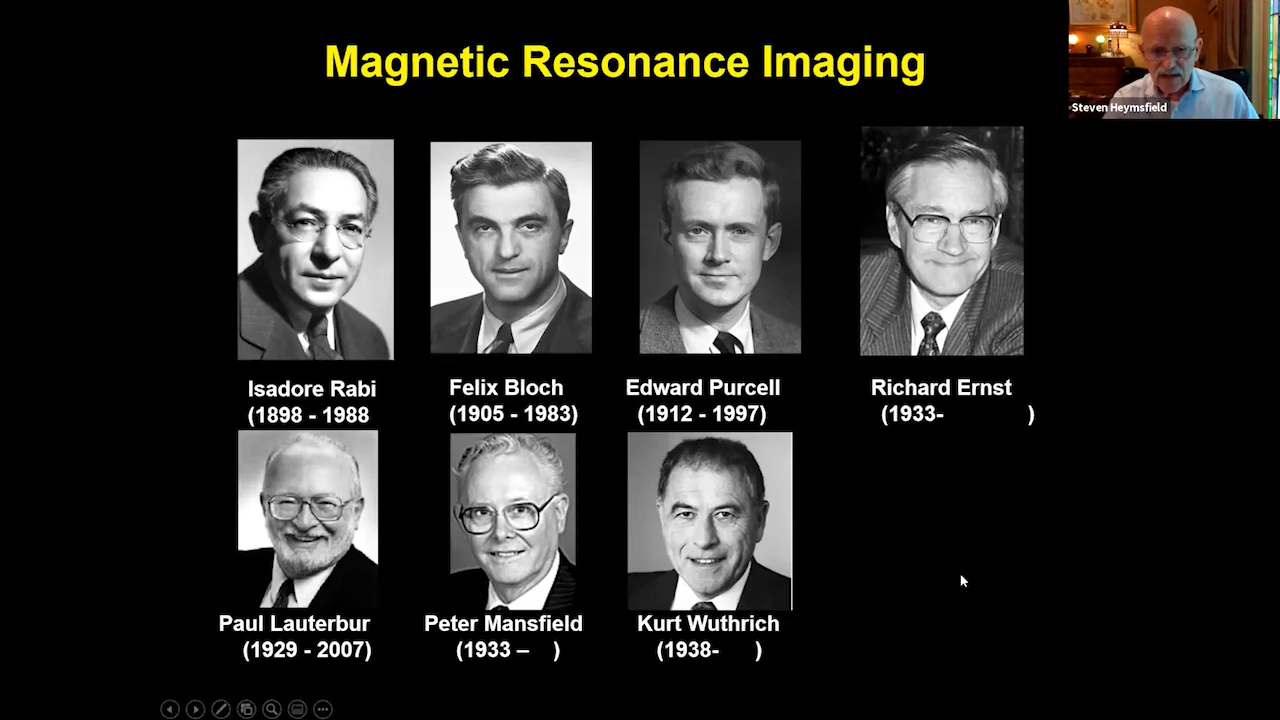 Magnetic Resonance Imaging
Steven Heymsfield
Isadore Rabi
(1898 - 1988
Felix Bloch
(1905 - 1983)
Edward Purcell
(1912 - 1997)
Richard Ernst
(1933- )
Paul Lauterbur
(1929 - 2007)
Peter Mansfield
(1933 – )
Kurt Wuthrich
(1938- )